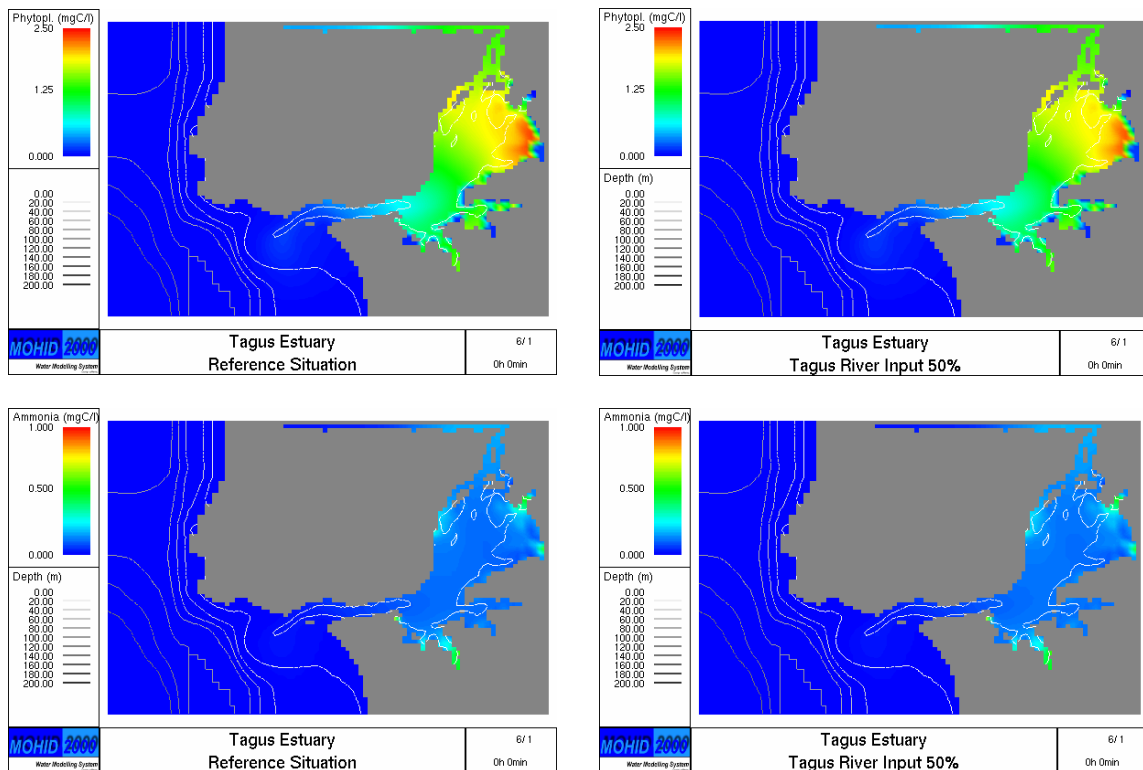 Phytopl. (mgC/l)
2.50
1.25
0.000
0.00
20.00
40.00
60.00
80.00
100.00
120.00
140.00
160.00
180.00
200.00
MOHID 2000
Water Modelling System
Tagus Estuary
Reference Situation
6/ 1
0h 0min
Phytopl. (mgC/l)
2.50
1.25
0.000
Depth (m)
0.00
20.00
40.00
60.00
80.00
100.00
120.00
140.00
160.00
180.00
200.00
MOHID 2000
Water Modelling System
Tagus Estuary
Tagus River Input 50%
6/ 1
0h 0min
Ammonia (mgC/l)
1.000
0.500
0.000
Depth (m)
0.00
20.00
40.00
60.00
80.00
100.00
120.00
140.00
160.00
180.00
200.00
MOHID 2000
Water Modelling System
Tagus Estuary
Reference Situation
6/ 1
0h 0min
Ammonia (mgC/l)
1.000
0.500
0.000
Depth (m)
0.00
20.00
40.00
60.00
80.00
100.00
120.00
140.00
160.00
180.00
200.00
MOHID 2000
Water Modelling System
Tagus Estuary
Tagus River Input 50%
6/ 1
0h 0min